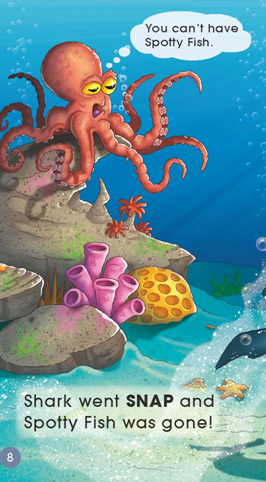 You can't have
Spotty Fish.
Shark went SNAP and
Spotty Fish was gone!
8